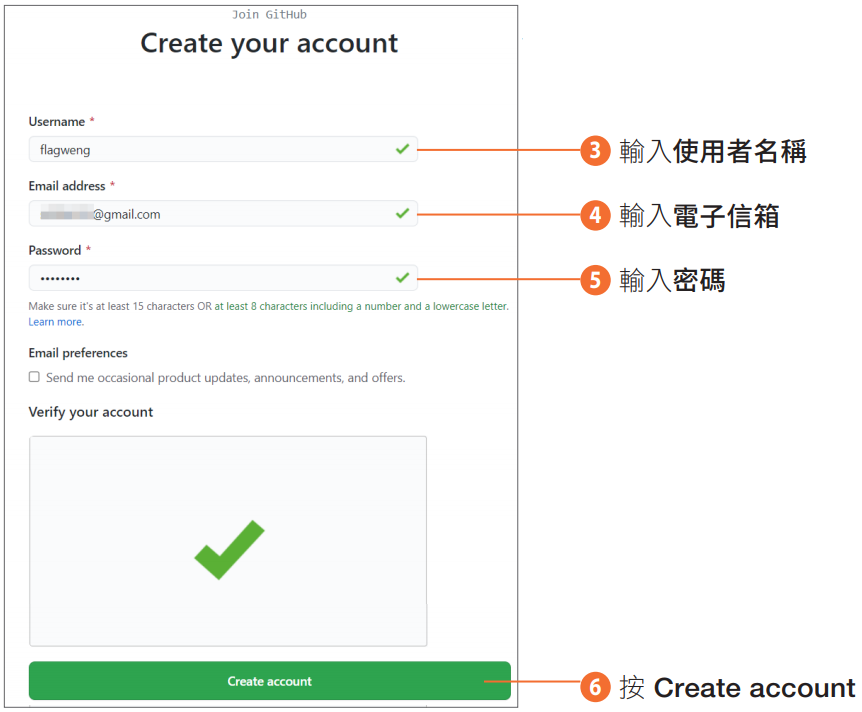 Join GitHub
Create your account
Username *
flagweng
3 輸入使用者名稱
Email address *
@gmail.com
4 輸入電子信箱
Password *
••••••••
5 輸入密碼
Make sure it's at least 15 characters OR at least 8 characters including a number and a lowercase letter.
Learn more.
Email preferences
Send me occasional product updates, announcements, and offers.
Verify your account
Create account
6 按 Create account